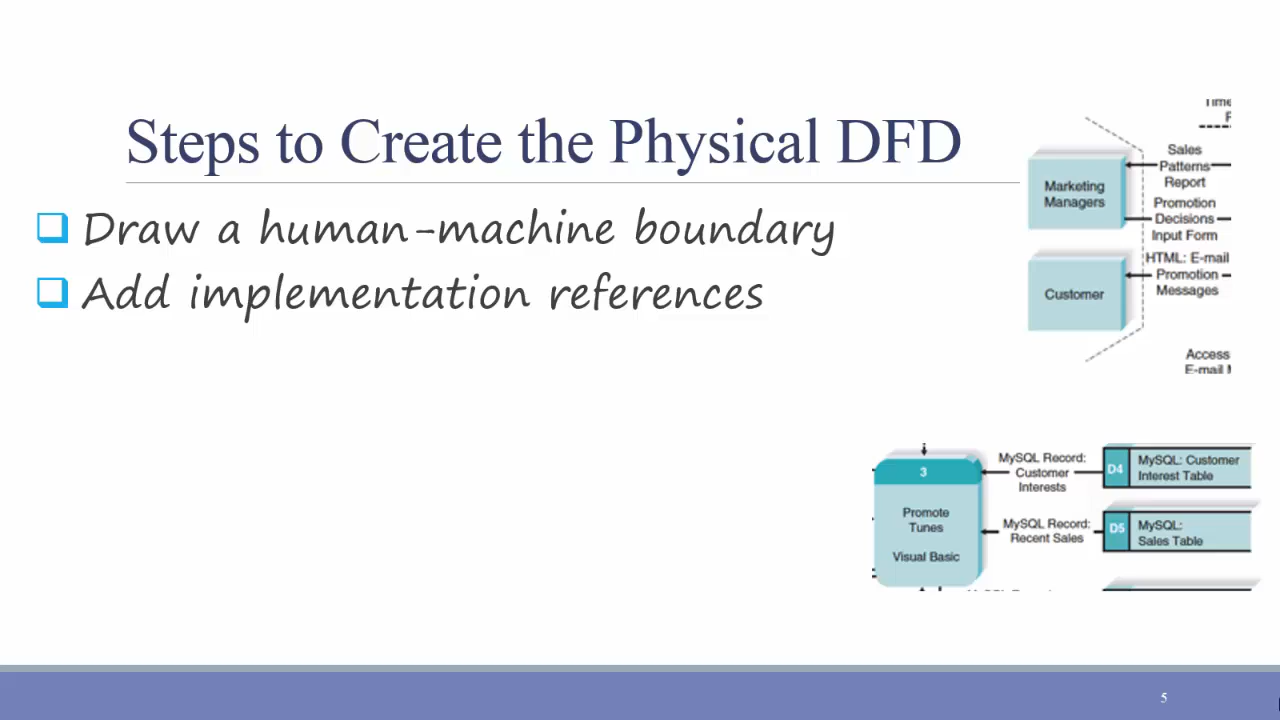 Steps to Create the Physical DFD
Draw a human-machine boundary
Add implementation references
Marketing
Managers
Customer
Sales
Patterns
Report
Promotion
Decisions
Input Form
HTML: E-mail
Promotion
Messages
Access
3
Promote
Tunes
Visual Basic
MySQL Record:
Customer
Interests
MySQL Record:
Recent Sales
D4
MySQL: Customer
Interest Table
D5
MySQL:
Sales Table
5